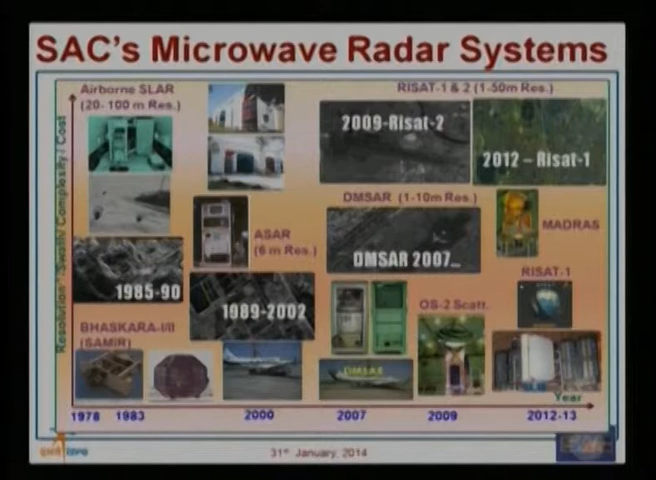 SAC's Microwave Radar Systems
Airborne SLAR
(20-100 m Res.)
RISAT-1 & 2 (1-50m Res.)
2009-Risat-2
2012 – Risat-1
DMSAR (1-10m Res.)
MADRAS
ASAR
(6 m Res.)
DMSAR 2007
1985-90
1989-2002
RISAT-1
OS-2 Scatt.
BHASKARA-I/II
(SAMIR)
DMSAR
Resolution / Swath/ Complexity / Cost
Year
1978 1983 2000 2007 2009 2012-13
31st January, 2014